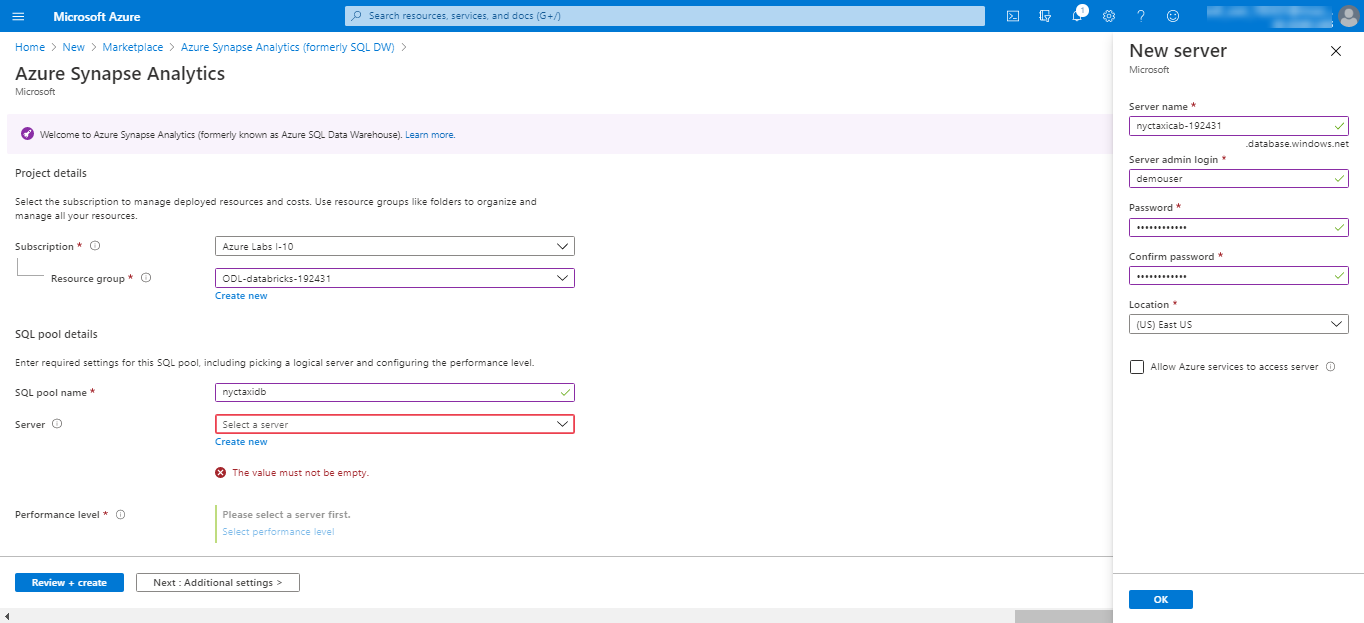 Microsoft Azure
Search resources, services, and docs (G+/)
1
Home > New > Marketplace > Azure Synapse Analytics (formerly SQL DW) >
Azure Synapse Analytics
Microsoft
Welcome to Azure Synapse Analytics (formerly known as Azure SQL Data Warehouse). Learn more.
Project details
Select the subscription to manage deployed resources and costs. Use resource groups like folders to organize and
manage all your resources.
Subscription *
Azure Labs I-10
Resource group *
ODL-databricks-192431
Create new
SQL pool details
Enter required settings for this SQL pool, including picking a logical server and configuring the performance level.
SQL pool name *
nyctaxidb
Server
Select a server
Create new
The value must not be empty.
Performance level *
Please select a server first.
Select performance level
Review + create
Next : Additional settings >
New server
Microsoft
Server name *
nyctaxicab-192431
.database.windows.net
Server admin login *
demouser
Password *
••••••••••••
Confirm password *
••••••••••••
Location *
(US) East US
Allow Azure services to access server
OK